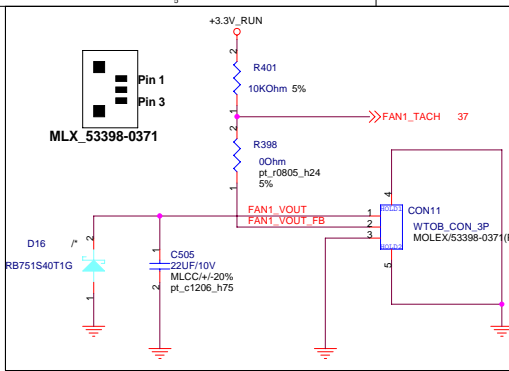 +3.3V_RUN
2
R401
10KOhm 5%
1
Pin 1
Pin 3
MLX_53398-0371
FAN1_TACH 37
2
R398
0Ohm
pt_r0805_h24
5%
1
4
HOLD1
CON11
FAN1_VOUT 1
FAN1_VOUT_FB 2
3
WTOB_CON_3P
MOLEX/53398-0371(
HOLD2
5
D16 /* 2
RB751S40T1G
1
1
C505
22UF/10V
MLCC/+/-20%
2
pt_c1206_h75